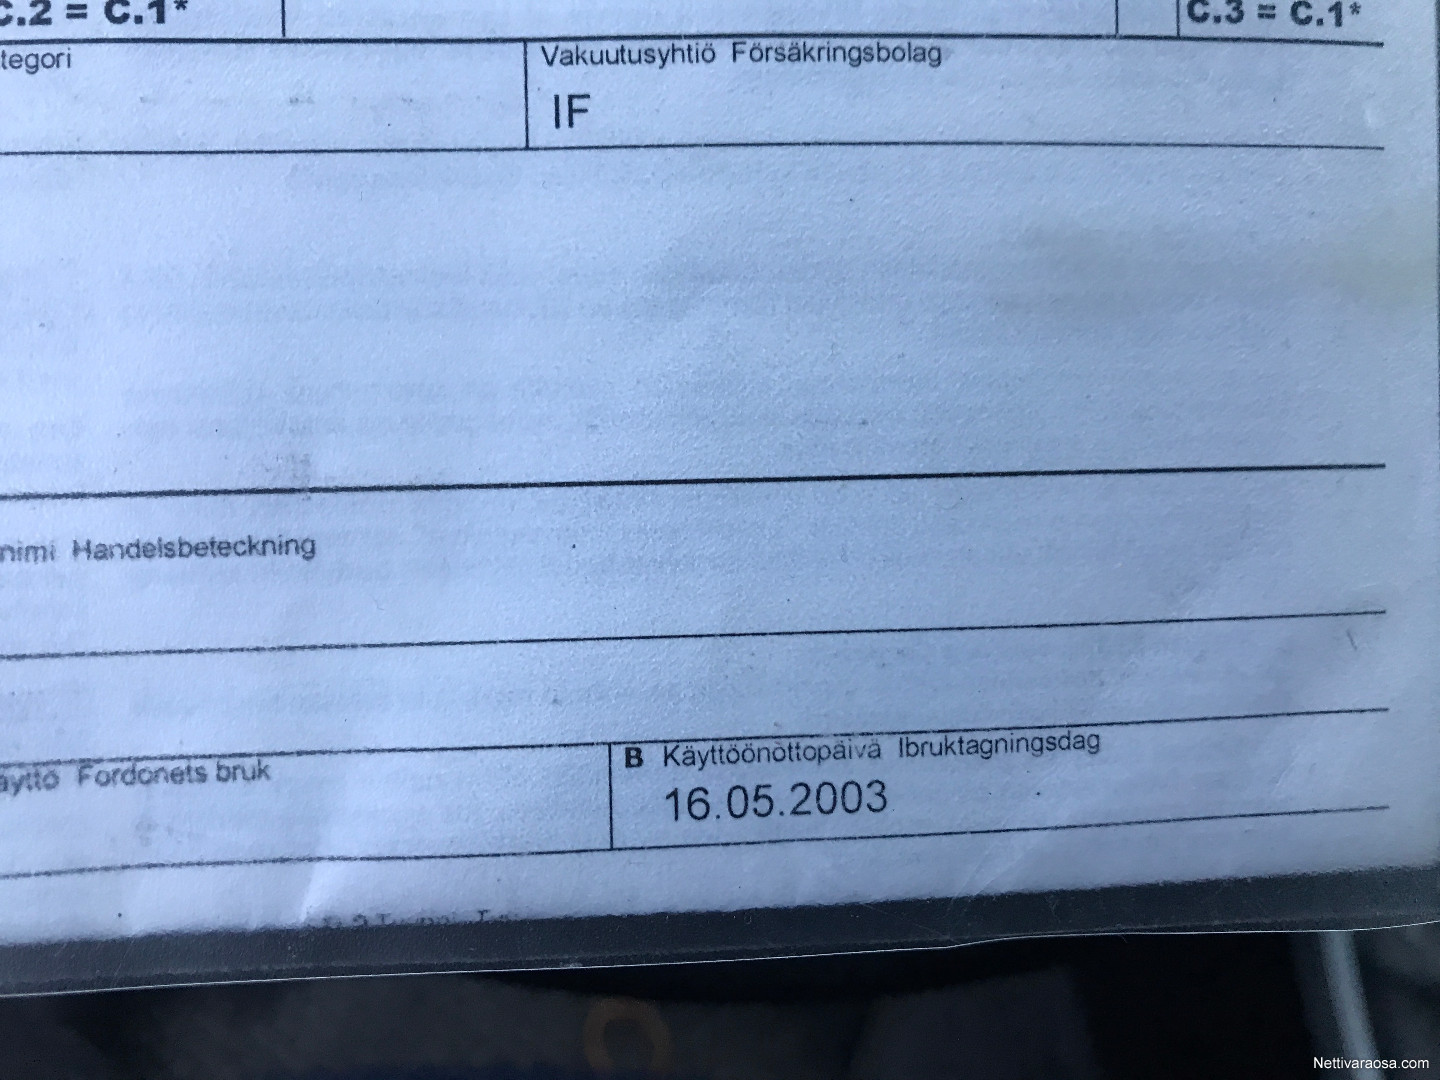 C.2 = C.1*
C.3 = C.1*
tegori
Vakuutusyhtiö Försäkringsbolag
IF
nimi Handelsbeteckning
äyttö Fordonets bruk
B Käyttöönottopäivä Ibruktagningsdag
16.05.2003
Nettivaraosa.com